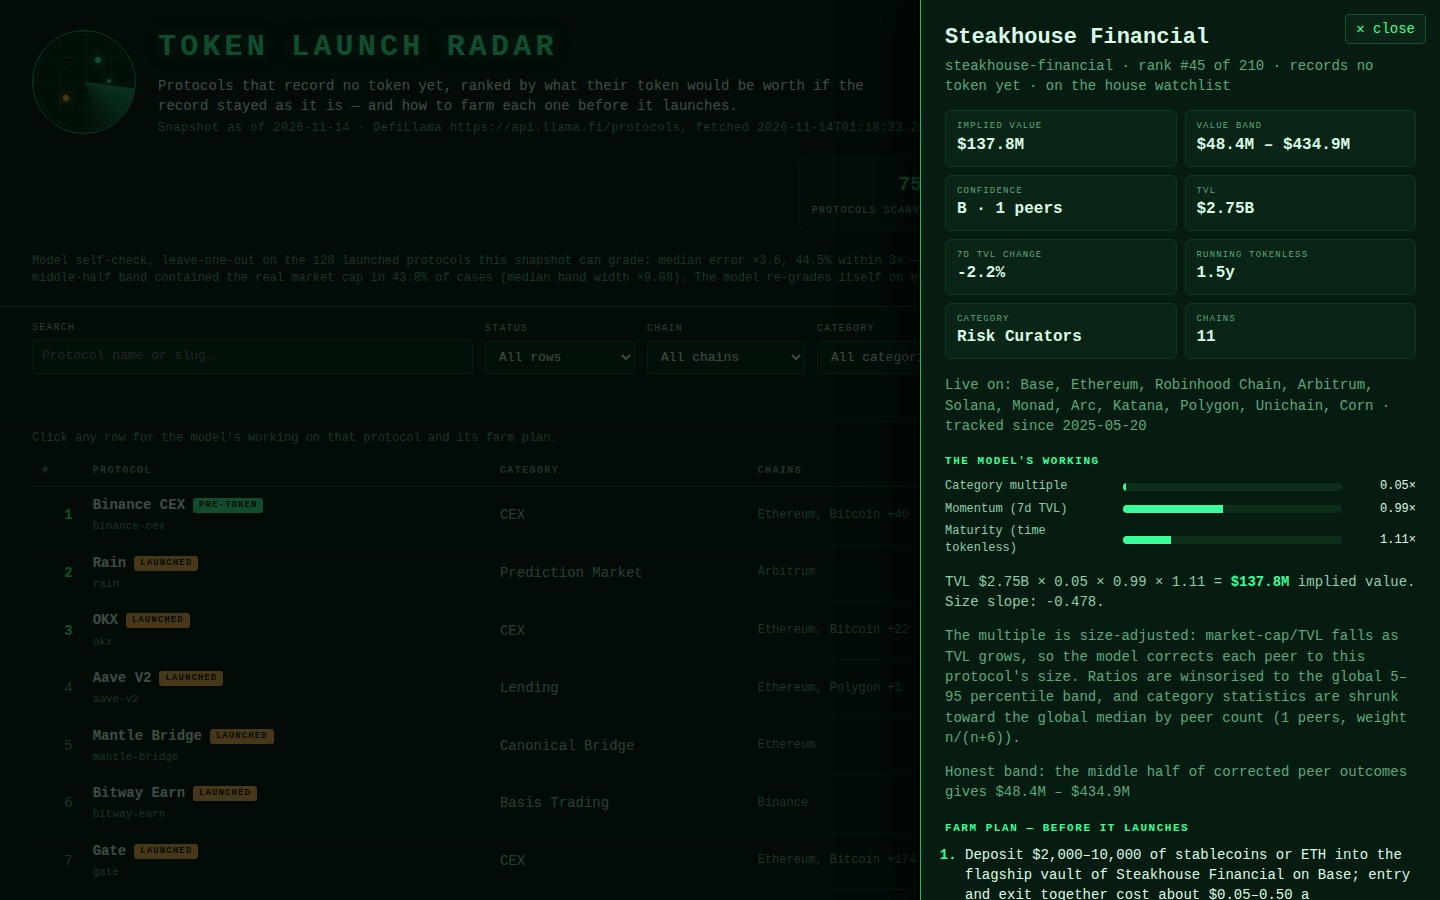 TOKEN LAUNCH RADAR
Protocols that record no token yet, ranked by what their token would be worth if the
record stayed as it is — and how to farm each one before it launches.
Snapshot as of 2026-11-14 · DefiLlama https://api.llama.fi/protocols, fetched 2026-11-14T01:18:33.2
75
PROTOCOLS SCANN
Model self-check, leave-one-out on the 128 launched protocols this snapshot can grade: median error ×3.6, 44.5% within 3× —
middle-half band contained the real market cap in 43.8% of cases (median band width ×9.08). The model re-grades itself on e
SEARCH
STATUS
CHAIN
CATEGORY
Protocol name or slug…
All rows
All chains
All categori
Click any row for the model's working on that protocol and its farm plan.
# PROTOCOL CATEGORY CHAINS
1 Binance CEX PRE-TOKEN CEX Ethereum, Bitcoin +40
binance-cex
2 Rain LAUNCHED Prediction Market Arbitrum
rain
3 OKX LAUNCHED CEX Ethereum, Bitcoin +22
okx
4 Aave V2 LAUNCHED Lending Ethereum, Polygon +1
aave-v2
5 Mantle Bridge LAUNCHED Canonical Bridge Ethereum
mantle-bridge
6 Bitway Earn LAUNCHED Basis Trading Binance
bitway-earn
7 Gate LAUNCHED CEX Ethereum, Bitcoin +174
gate
Steakhouse Financial
× close
steakhouse-financial · rank #45 of 210 · records no
token yet · on the house watchlist
IMPLIED VALUE
$137.8M
VALUE BAND
$48.4M – $434.9M
CONFIDENCE
B · 1 peers
TVL
$2.75B
7D TVL CHANGE
-2.2%
RUNNING TOKENLESS
1.5y
CATEGORY
Risk Curators
CHAINS
11
Live on: Base, Ethereum, Robinhood Chain, Arbitrum,
Solana, Monad, Arc, Katana, Polygon, Unichain, Corn ·
tracked since 2025-05-20
THE MODEL'S WORKING
Category multiple 0.05×
Momentum (7d TVL) 0.99×
Maturity (time
tokenless) 1.11×
TVL $2.75B × 0.05 × 0.99 × 1.11 = $137.8M implied value.
Size slope: -0.478.
The multiple is size-adjusted: market-cap/TVL falls as
TVL grows, so the model corrects each peer to this
protocol's size. Ratios are winsorised to the global 5–
95 percentile band, and category statistics are shrunk
toward the global median by peer count (1 peers, weight
n/(n+6)).
Honest band: the middle half of corrected peer outcomes
gives $48.4M – $434.9M
FARM PLAN — BEFORE IT LAUNCHES
1. Deposit $2,000–10,000 of stablecoins or ETH into the
flagship vault of Steakhouse Financial on Base; entry
and exit together cost about $0.05–0.50 a